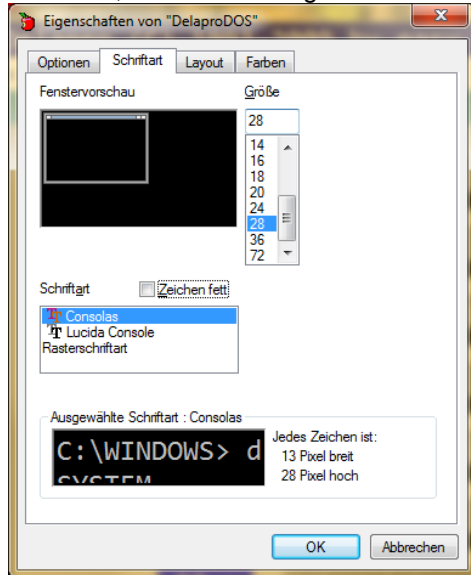 Eigenschaften von "DelaproDOS"
Optionen Schriftart Layout Farben
Fenstervorschau Größe
28
14
16
18
20
24
28
36
72
Schriftart Zeichen fett
Consolas
Lucida Console
Rasterschriftart
Ausgewählte Schriftart : Consolas
C:\WINDOWS> d
SYSTEM
Jedes Zeichen ist:
13 Pixel breit
28 Pixel hoch
OK Abbrechen